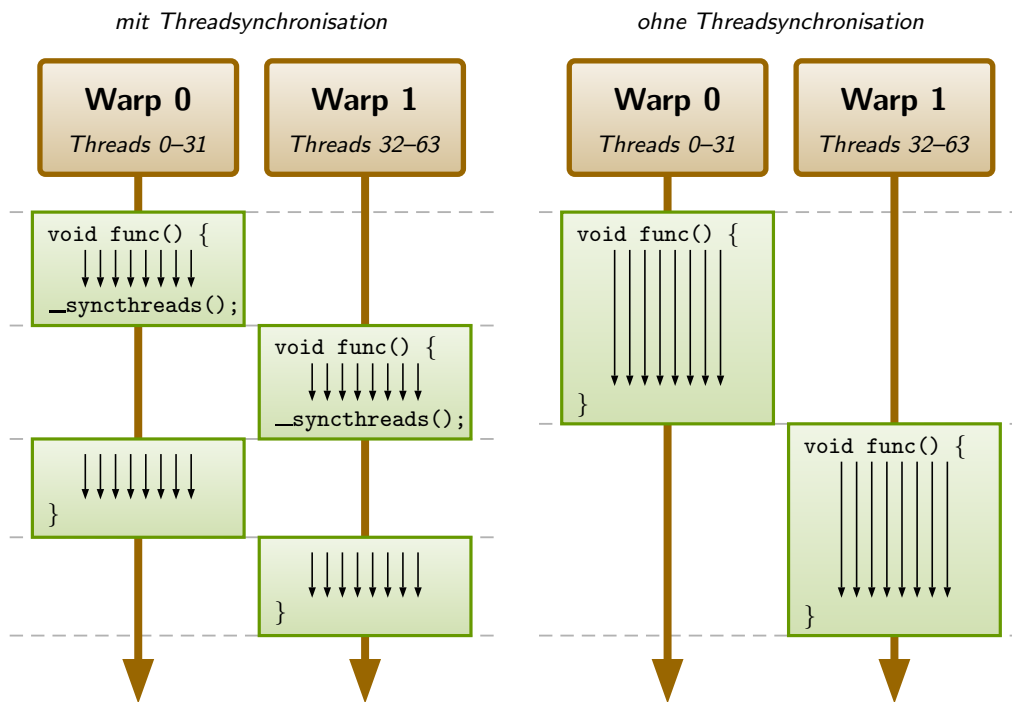 mit Threadsynchronisation
Warp 0
Threads 0–31
Warp 1
Threads 32–63
void func() {
__syncthreads();
void func() {
__syncthreads();
}
}
ohne Threadsynchronisation
Warp 0
Threads 0–31
Warp 1
Threads 32–63
void func() {
}
void func() {
}